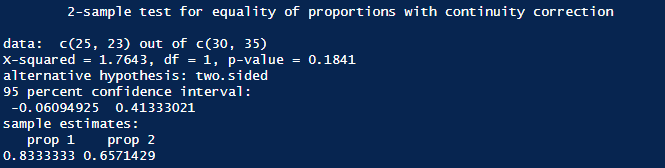 2-sample test for equality of proportions with continuity correction
data:  c(25, 23) out of c(30, 35)
X-squared = 1.7643, df = 1, p-value = 0.1841
alternative hypothesis: two.sided
95 percent confidence interval:
 -0.06094925  0.41333021
sample estimates:
   prop 1    prop 2
0.8333333 0.6571429